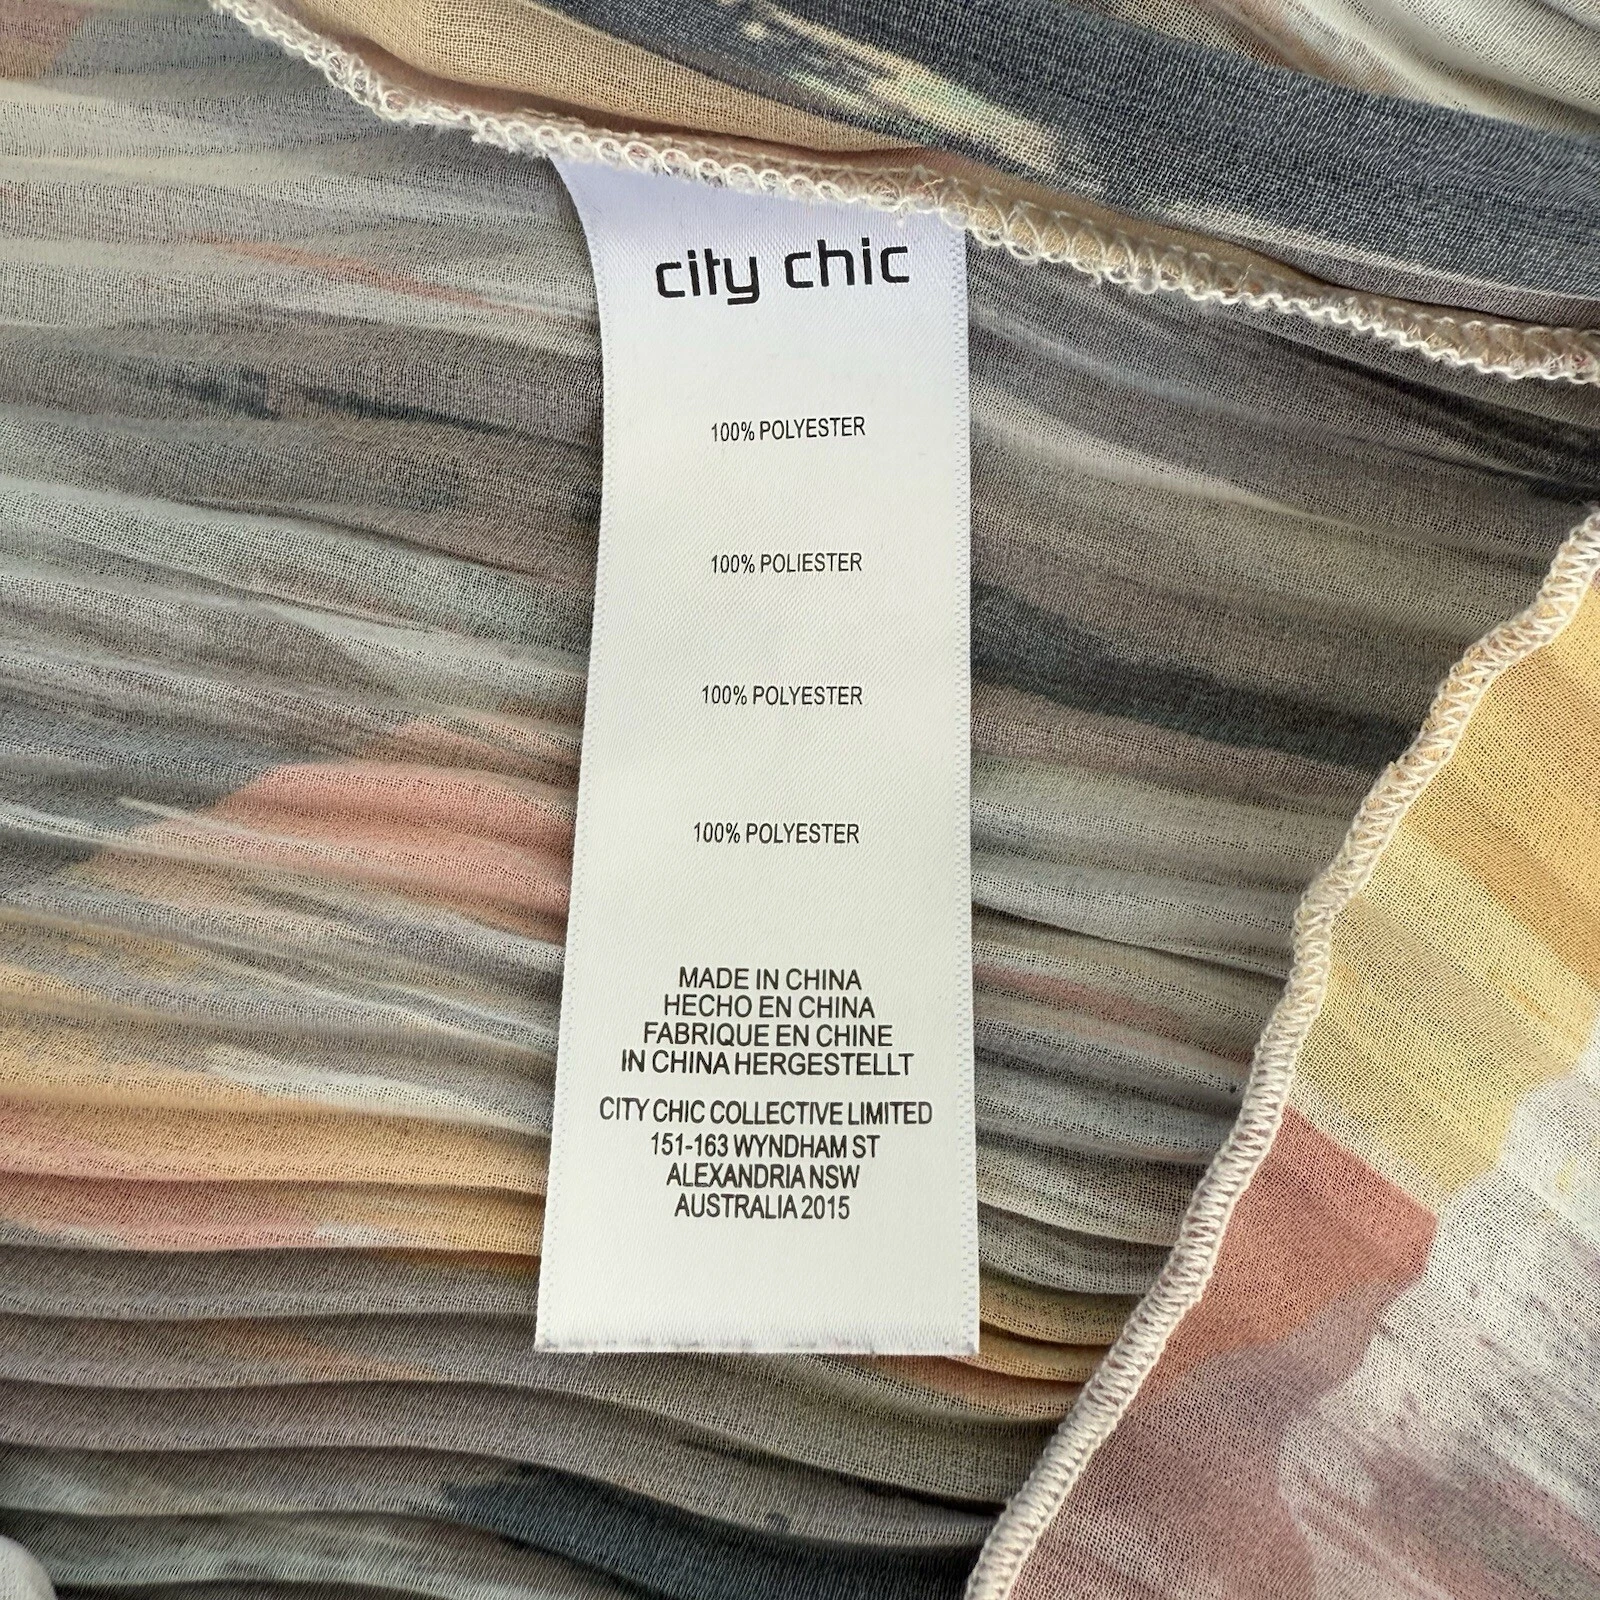 city chic
100% POLYESTER
100% POLIESTER
100% POLYESTER
100% POLYESTER
MADE IN CHINA
HECHO EN CHINA
FABRIQUE EN CHINE
IN CHINA HERGESTELLT
CITY CHIC COLLECTIVE LIMITED
151-163 WYNDHAM ST
ALEXANDRIA NSW
AUSTRALIA 2015